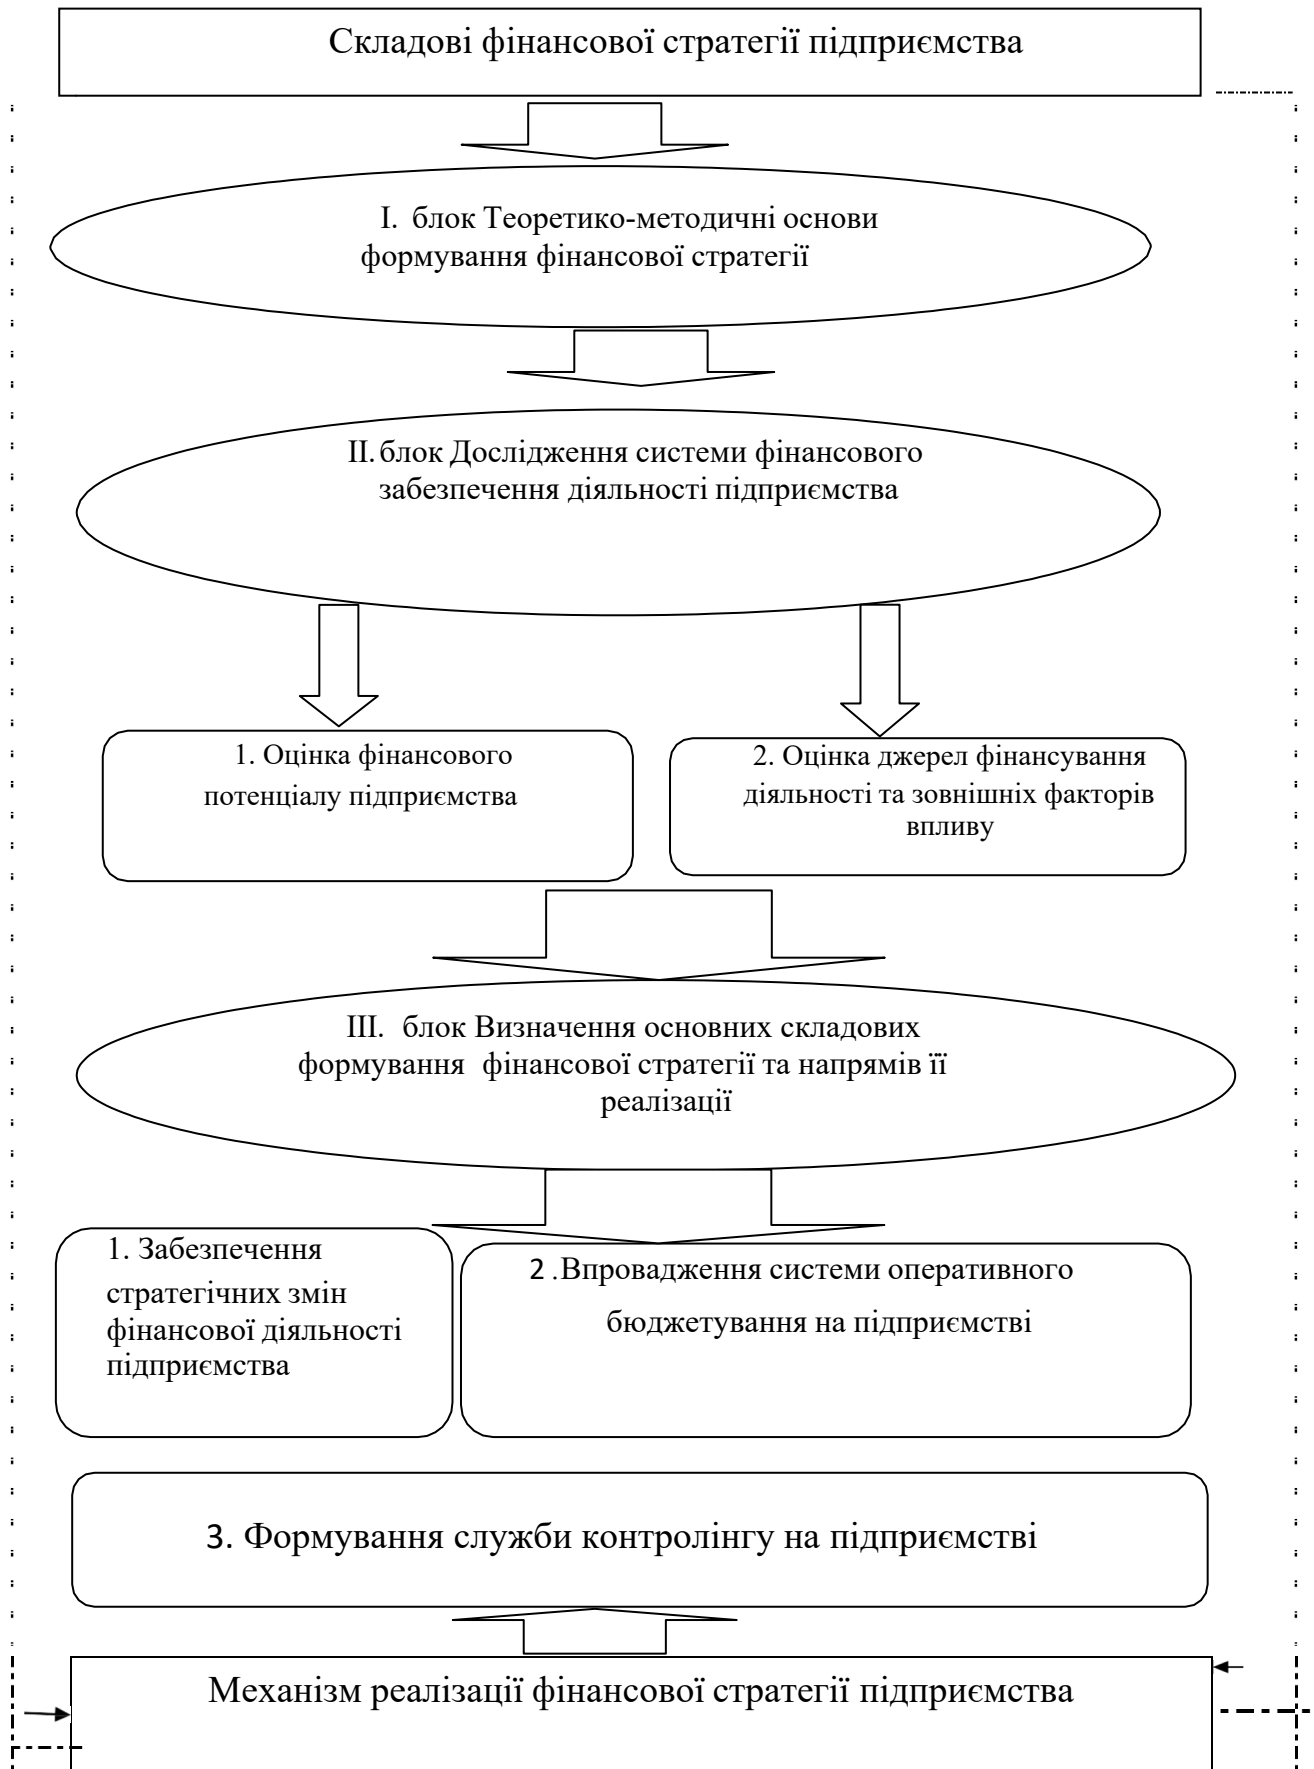 Складові фінансової стратегії підприємства
I. блок Теоретико-методичні основи
формування фінансової стратегії
II. блок Дослідження системи фінансового
забезпечення діяльності підприємства
1. Оцінка фінансового
потенціалу підприємства
2. Оцінка джерел фінансування
діяльності та зовнішніх факторів
впливу
III. блок Визначення основних складових
формування фінансової стратегії та напрямів її
реалізації
1. Забезпечення
стратегічних змін
фінансової діяльності
підприємства
2 .Впровадження системи оперативного
бюджетування на підприємстві
3. Формування служби контролінгу на підприємстві
Механізм реалізації фінансової стратегії підприємства